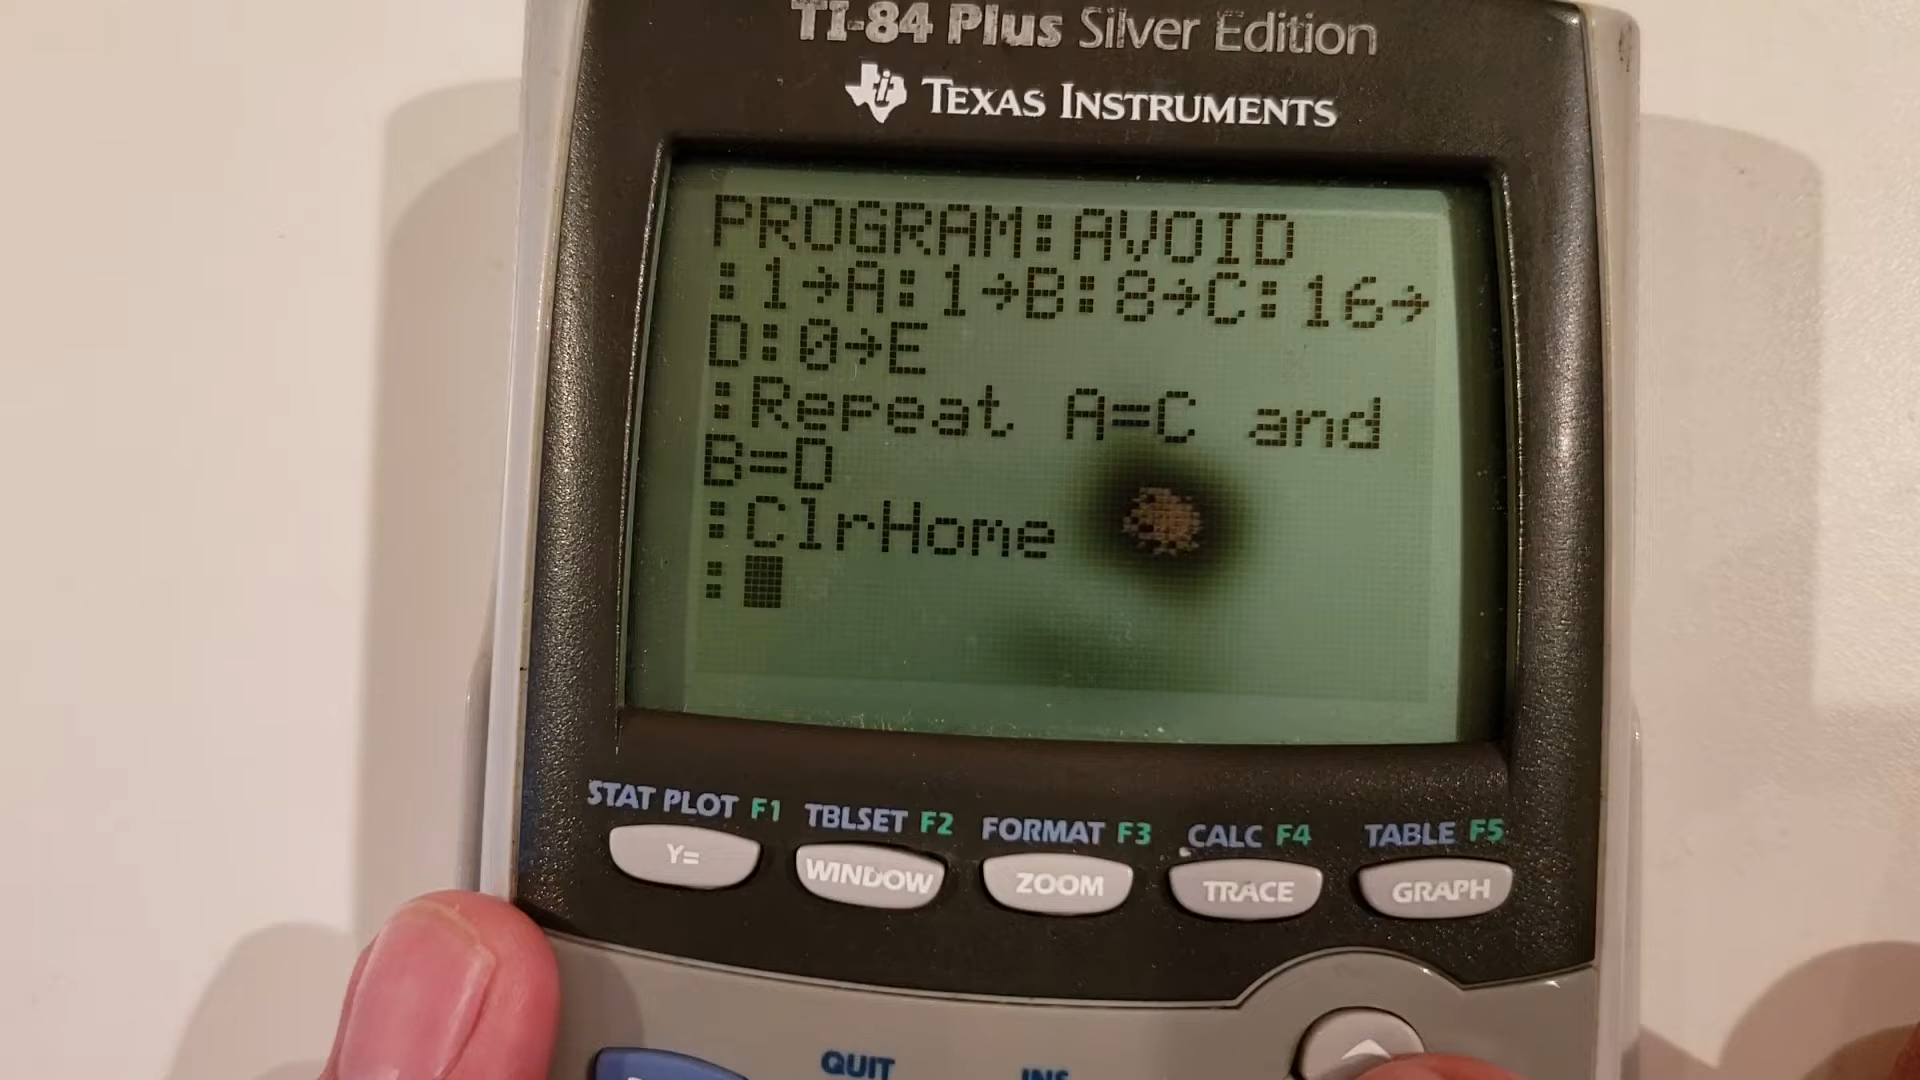 TI-84 Plus Silver Edition
TEXAS INSTRUMENTS
PROGRAM:AVOID
:1→A:1→B:8→C:16→
D:0→E
:Repeat A=C and
B=D
:ClrHome
:
STAT PLOT F1 TBLSET F2 FORMAT F3 CALC F4 TABLE F5
Y= WINDOW ZOOM TRACE GRAPH
QUIT INS